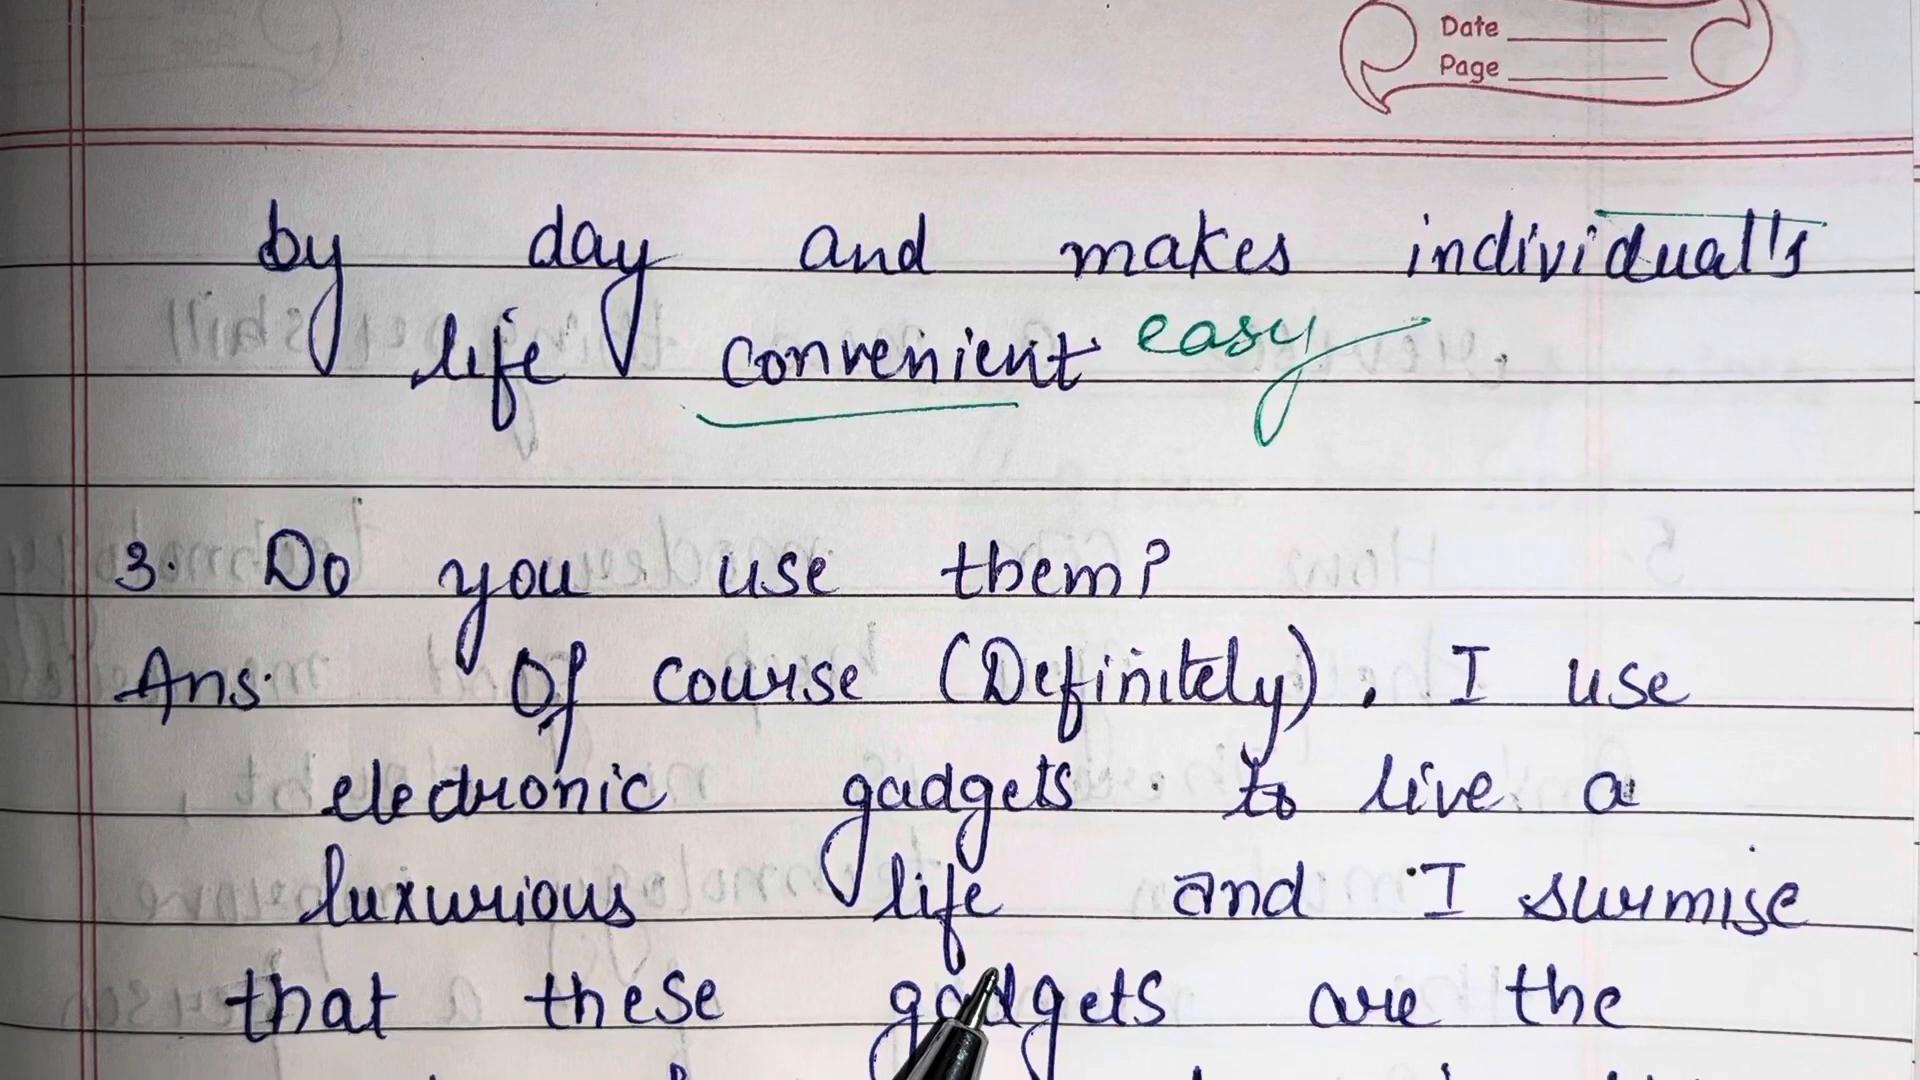 Date
Page
by day and makes individual's
life convenient easy
3. Do you use them?
Ans. Of course (Definitely). I use
electronic gadgets to live a
luxurious life and I surmise
that these gadgets are the